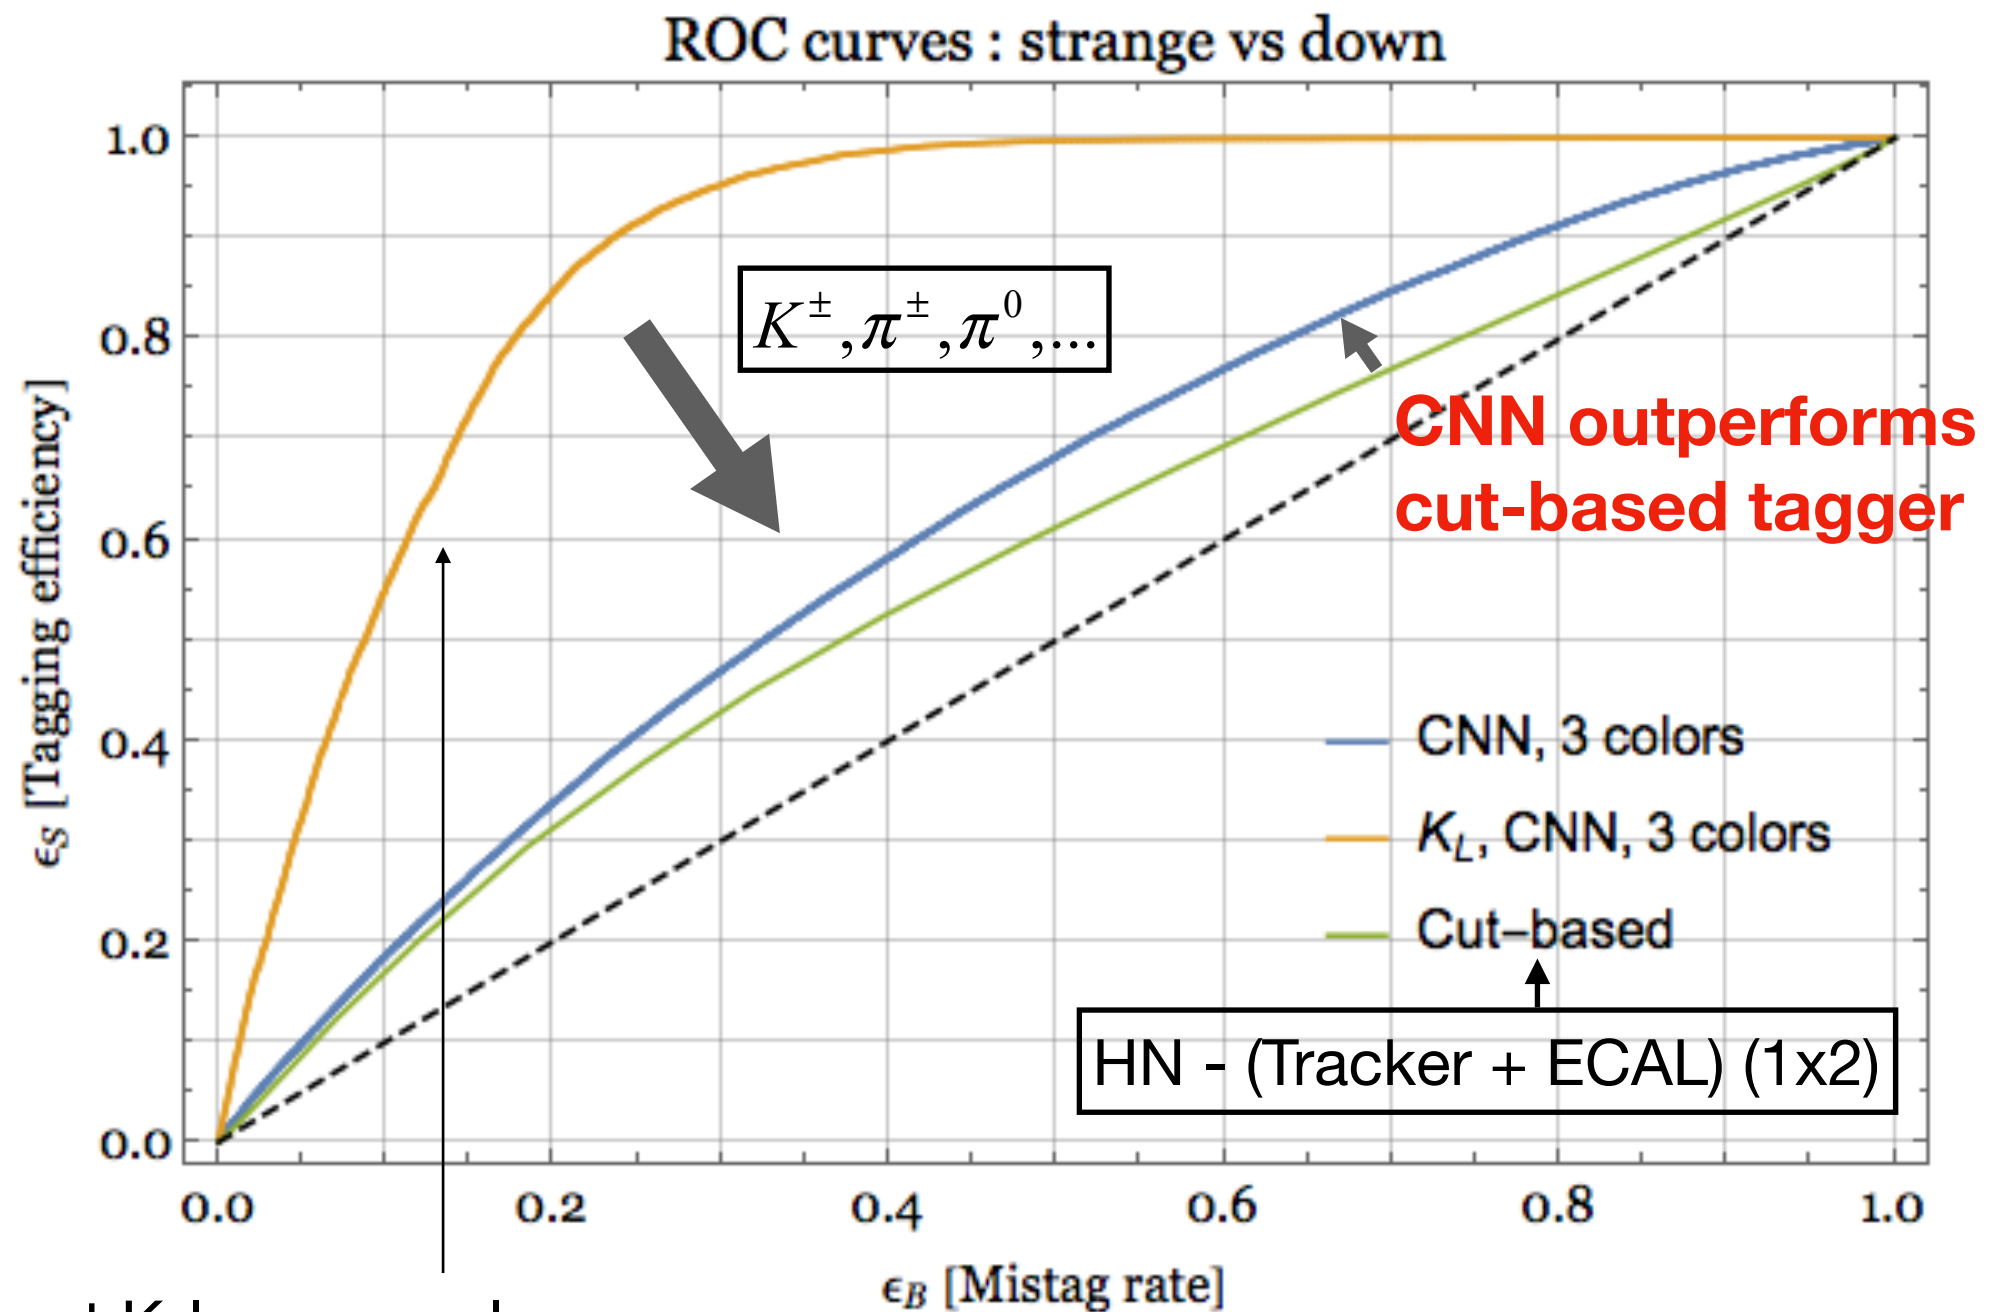 ROC curves : strange vs down
1.0
0.8
0.6
0.4
0.2
0.0
ϵS [Tagging efficiency]
K±,π±,π0,...
CNN outperforms
cut-based tagger
CNN, 3 colors
KL, CNN, 3 colors
Cut–based
HN - (Tracker + ECAL) (1x2)
0.0 0.2 0.4 0.6 0.8 1.0
ϵB [Mistag rate]